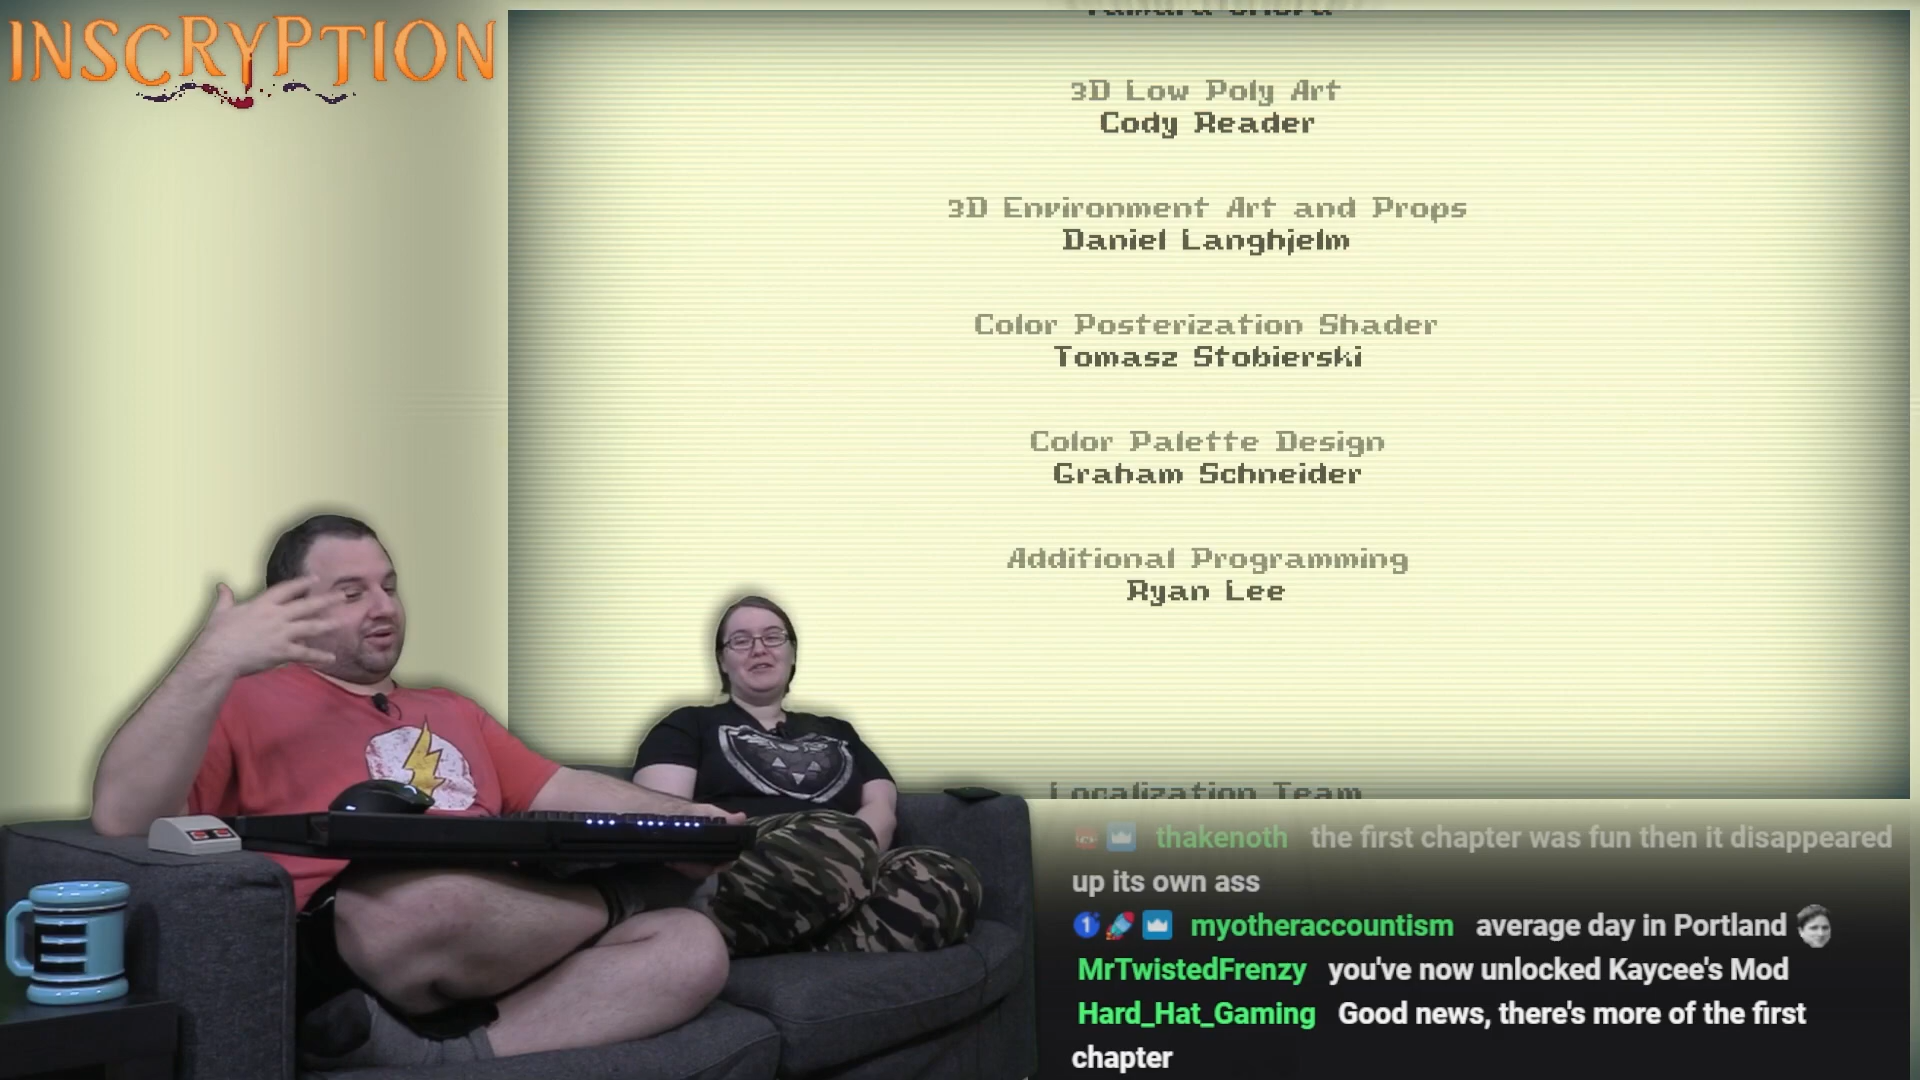 INSCRYPTION
3D Low Poly Art
Cody Reader
3D Environment Art and Props
Daniel Langhjelm
Color Posterization Shader
Tomasz Stobierski
Color Palette Design
Graham Schneider
Additional Programming
Ryan Lee
Localization Team
thakenoth the first chapter was fun then it disappeared
up its own ass
myotheraccountism average day in Portland
MrTwistedFrenzy you've now unlocked Kaycee's Mod
Hard_Hat_Gaming Good news, there's more of the first
chapter